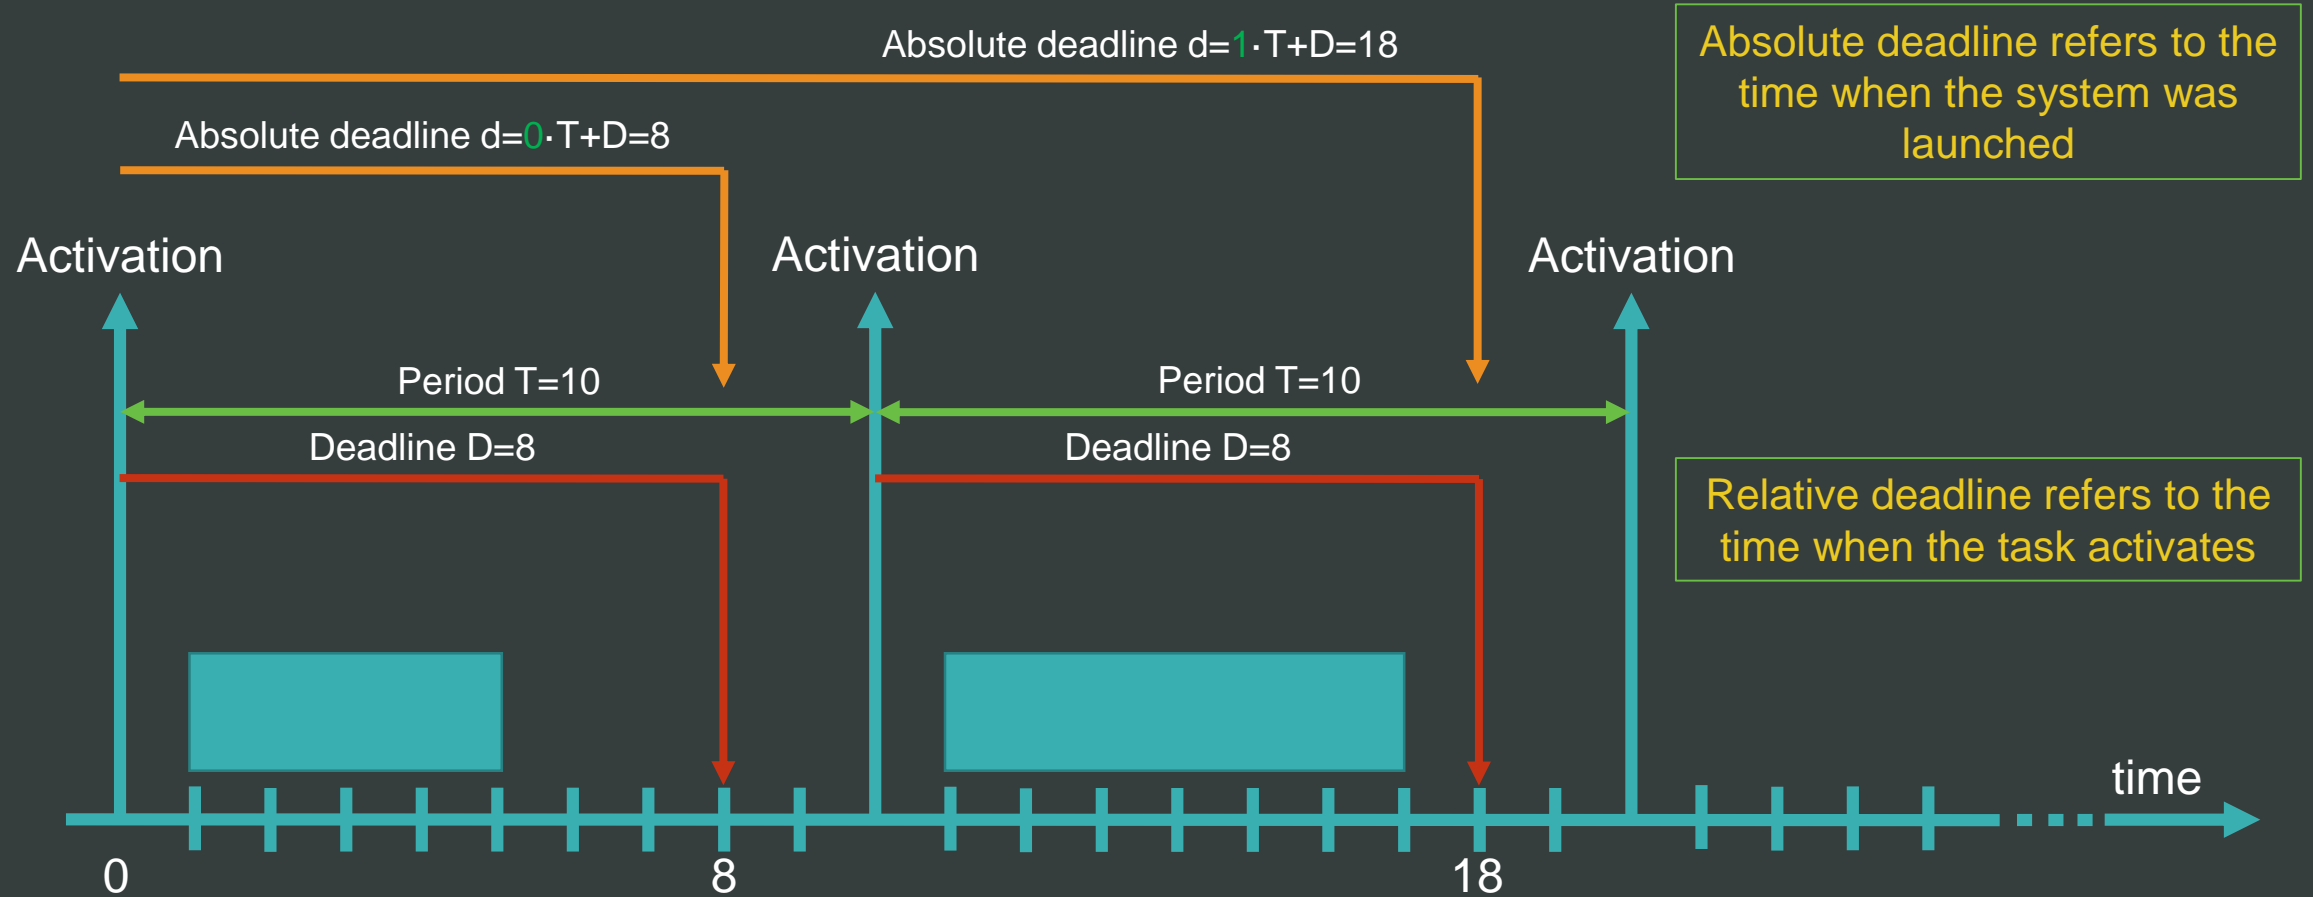 Absolute deadline d=1·T+D=18
Absolute deadline refers to the
time when the system was
launched
Absolute deadline d=0·T+D=8
Activation
Activation
Activation
Period T=10
Period T=10
Deadline D=8
Deadline D=8
Relative deadline refers to the
time when the task activates
time
0
8
18